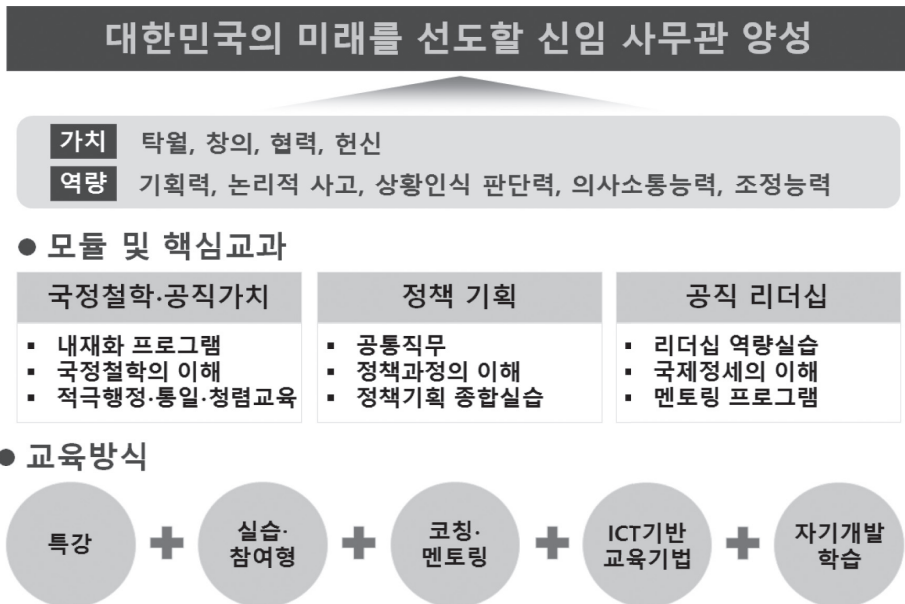 대한민국의 미래를 선도할 신임 사무관 양성
가치 탁월, 창의, 협력, 헌신
역량 기획력, 논리적 사고, 상황인식 판단력, 의사소통능력, 조정능력
● 모듈 및 핵심교과
국정철학·공직가치
▪ 내재화 프로그램
▪ 국정철학의 이해
▪ 적극행정·통일·청렴교육
정책 기획
▪ 공통직무
▪ 정책과정의 이해
▪ 정책기획 종합실습
공직 리더십
▪ 리더십 역량실습
▪ 국제정세의 이해
▪ 멘토링 프로그램
● 교육방식
특강
+
실습·
참여형
+
코칭·
멘토링
+
ICT기반
교육기법
+
자기개발
학습